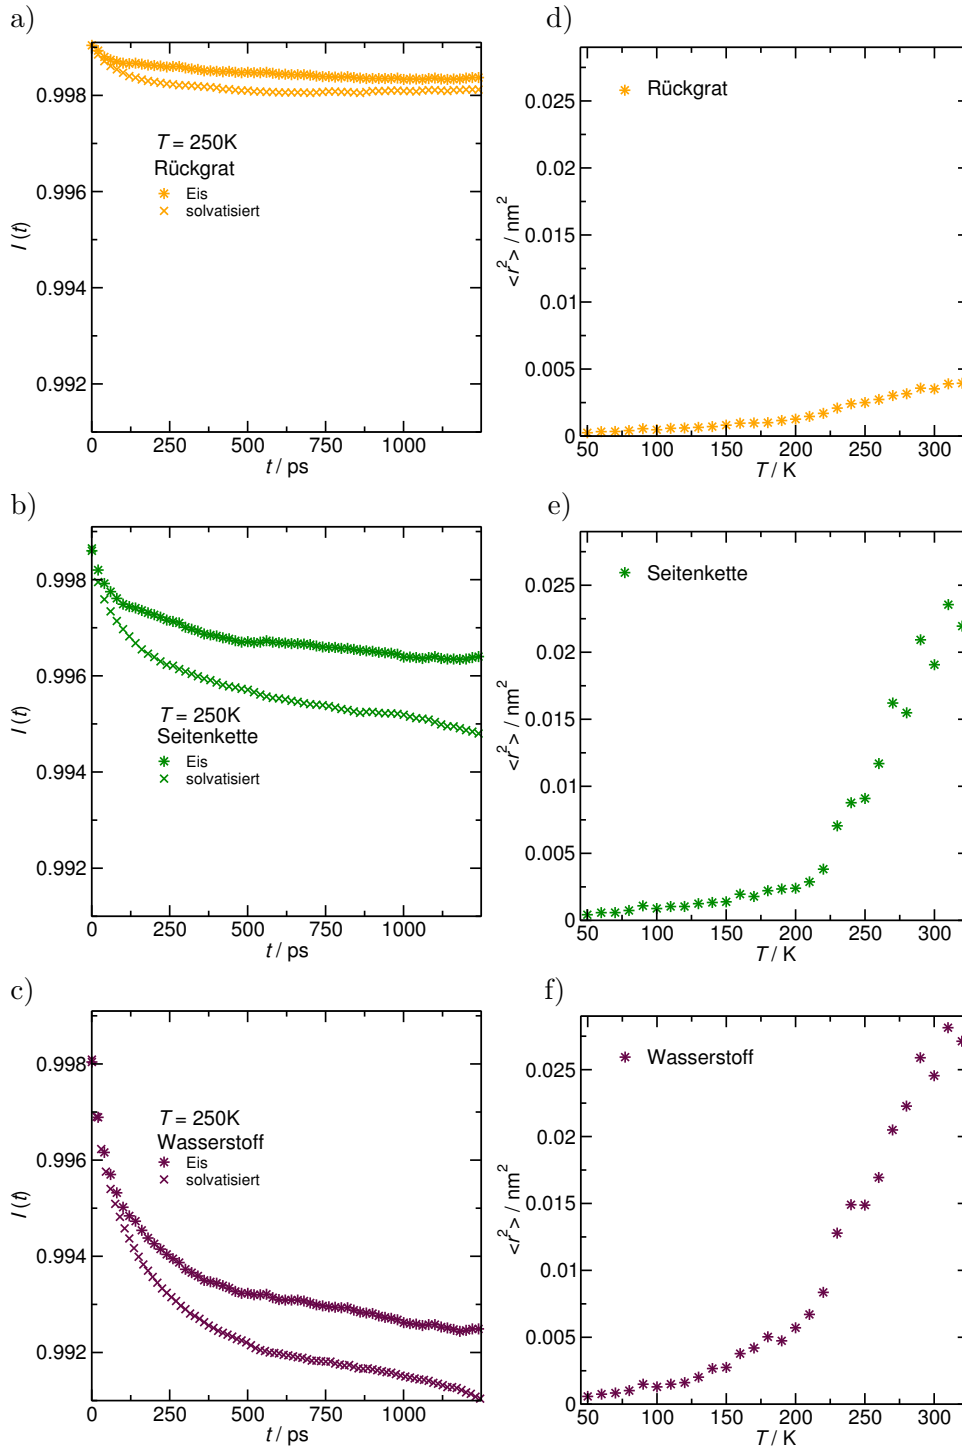 a)
0.998
0.996
0.994
0.992
I (t)
T = 250K
Rückgrat
Eis
solvatisiert
0 250 500 750 1000
t / ps
d)
0.025
0.02
0.015
0.01
0.005
0
<r²> / nm²
Rückgrat
50 100 150 200 250 300
T / K
b)
0.998
0.996
0.994
0.992
I (t)
T = 250K
Seitenkette
Eis
solvatisiert
0 250 500 750 1000
t / ps
e)
0.025
0.02
0.015
0.01
0.005
0
<r²> / nm²
Seitenkette
50 100 150 200 250 300
T / K
c)
0.998
0.996
0.994
0.992
I (t)
T = 250K
Wasserstoff
Eis
solvatisiert
0 250 500 750 1000
t / ps
f)
0.025
0.02
0.015
0.01
0.005
0
<r²> / nm²
Wasserstoff
50 100 150 200 250 300
T / K